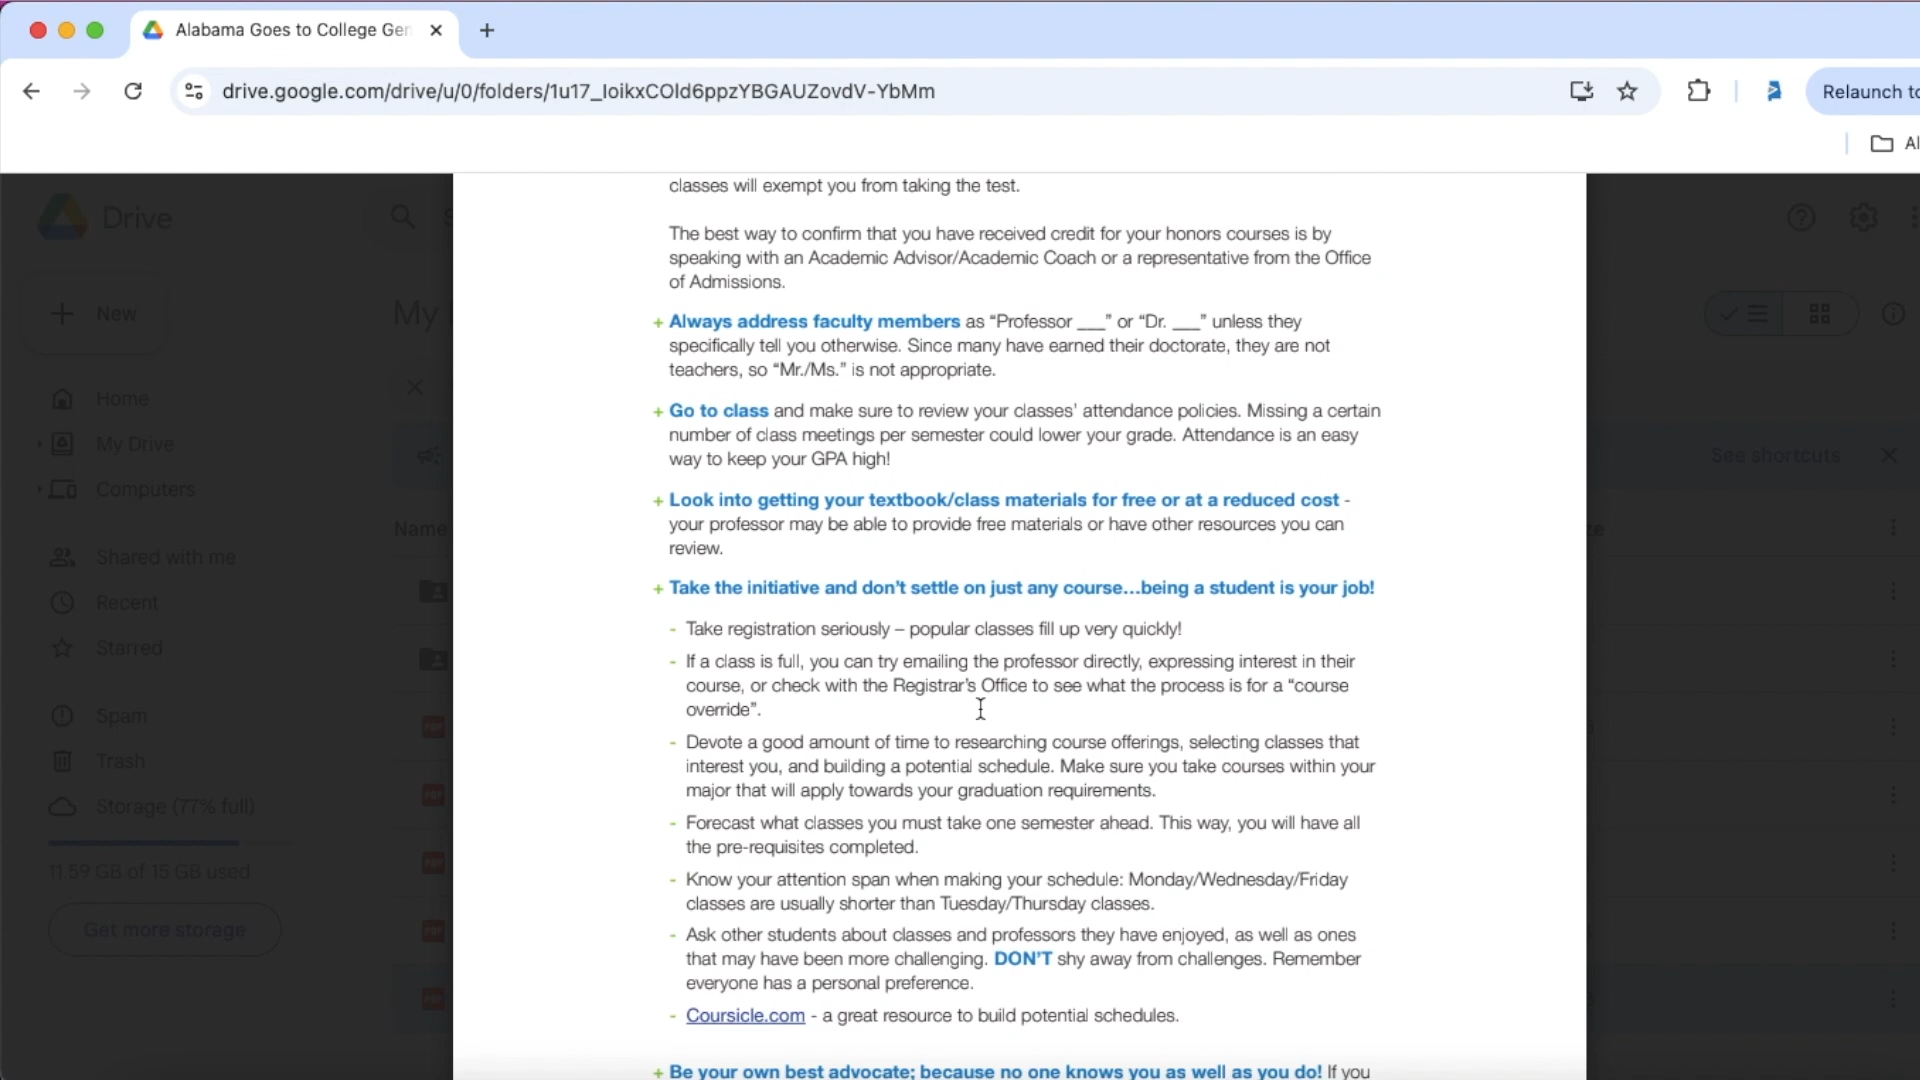 Alabama Goes to College Gen
drive.google.com/drive/u/0/folders/1u17_IoikxCOld6ppzYBGAUZovdV-YbMm
Relaunch to
Al
Drive
New
My
Home
My Drive
Computers
Name
Shared with me
Recent
Starred
Spam
Trash
Storage (77% full)
11.59 GB of 15 GB used
Get more storage
See shortcuts
classes will exempt you from taking the test.
The best way to confirm that you have received credit for your honors courses is by
speaking with an Academic Advisor/Academic Coach or a representative from the Office
of Admissions.
+ Always address faculty members as “Professor ___” or “Dr. ___” unless they
specifically tell you otherwise. Since many have earned their doctorate, they are not
teachers, so “Mr./Ms.” is not appropriate.
+ Go to class and make sure to review your classes’ attendance policies. Missing a certain
number of class meetings per semester could lower your grade. Attendance is an easy
way to keep your GPA high!
+ Look into getting your textbook/class materials for free or at a reduced cost -
your professor may be able to provide free materials or have other resources you can
review.
+ Take the initiative and don’t settle on just any course...being a student is your job!
- Take registration seriously – popular classes fill up very quickly!
- If a class is full, you can try emailing the professor directly, expressing interest in their
course, or check with the Registrar’s Office to see what the process is for a “course
override”.
- Devote a good amount of time to researching course offerings, selecting classes that
interest you, and building a potential schedule. Make sure you take courses within your
major that will apply towards your graduation requirements.
- Forecast what classes you must take one semester ahead. This way, you will have all
the pre-requisites completed.
- Know your attention span when making your schedule: Monday/Wednesday/Friday
classes are usually shorter than Tuesday/Thursday classes.
- Ask other students about classes and professors they have enjoyed, as well as ones
that may have been more challenging. DON’T shy away from challenges. Remember
everyone has a personal preference.
- Coursicle.com - a great resource to build potential schedules.
+ Be your own best advocate; because no one knows you as well as you do! If you